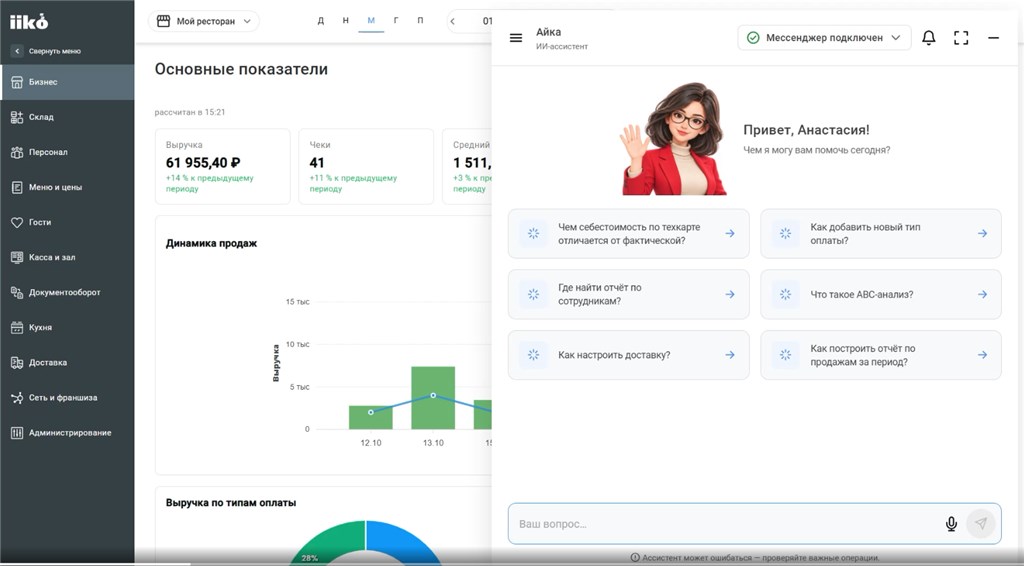 iiko
Свернуть меню
Бизнес
Склад
Персонал
Меню и цены
Гости
Касса и зал
Документооборот
Кухня
Доставка
Сеть и франшиза
Администрирование
Мой ресторан
Д Н М Г П
01
Основные показатели
рассчитан в 15:21
Выручка
61 955,40 ₽
+14 % к предыдущему
периоду
Чеки
41
+11 % к предыдущему
периоду
Средний
1 511,
+3 % к пре
периоду
Динамика продаж
Выручка
15 тыс
10 тыс
5 тыс
0
12.10
13.10
Выручка по типам оплаты
28%
Айка
ИИ-ассистент
Мессенджер подключен
Привет, Анастасия!
Чем я могу вам помочь сегодня?
Чем себестоимость по техкарте
отличается от фактической?
Как добавить новый тип
оплаты?
Где найти отчёт по
сотрудникам?
Что такое ABC-анализ?
Как настроить доставку?
Как построить отчёт по
продажам за период?
Ваш вопрос...
Ассистент может ошибаться — проверяйте важные операции.